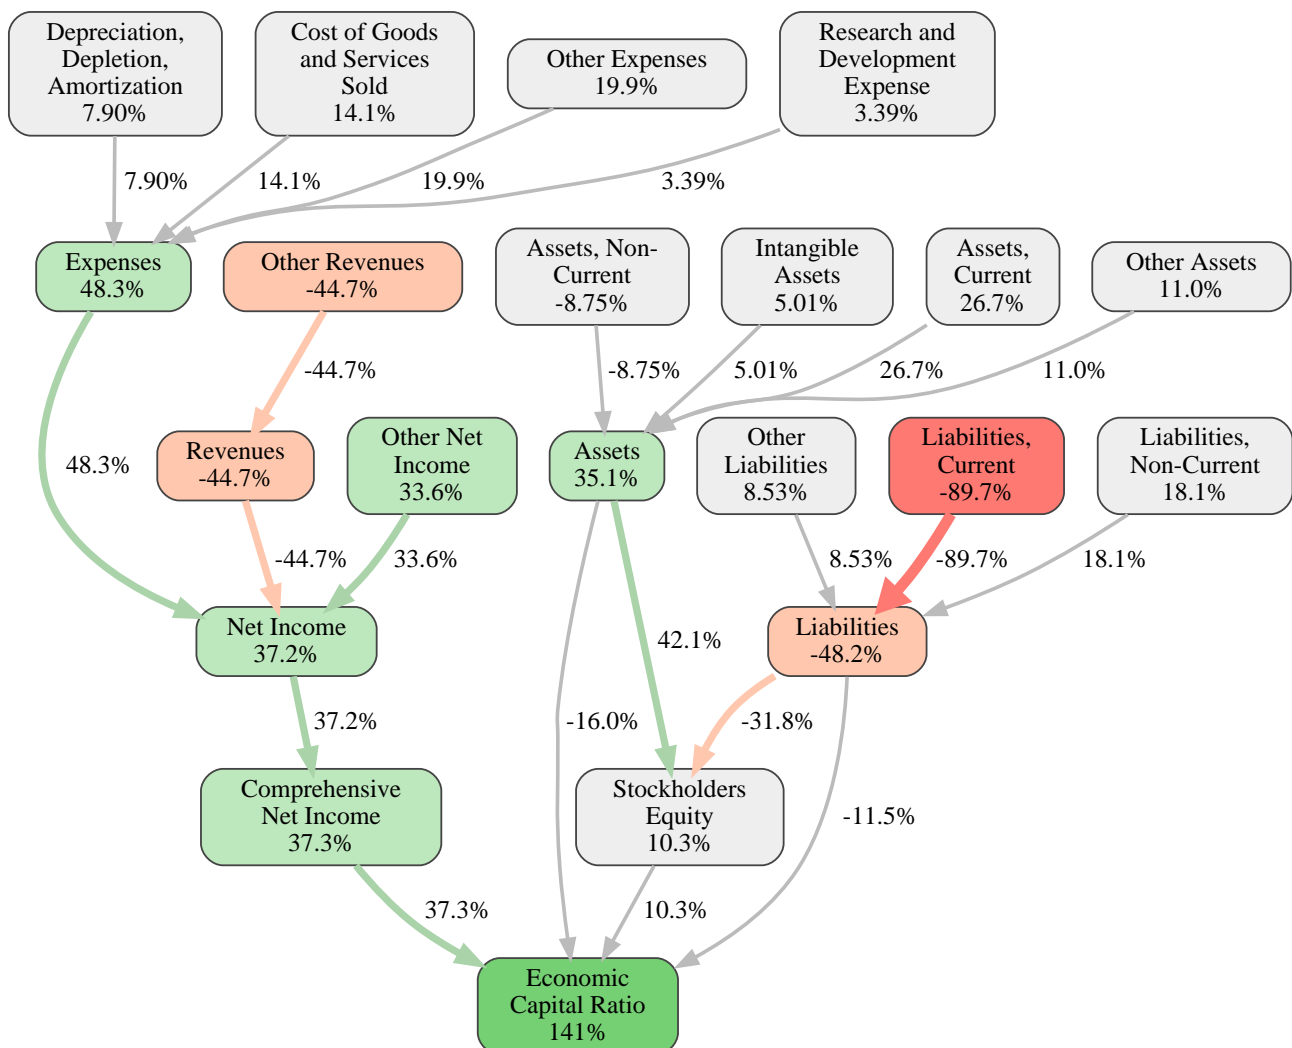 Depreciation,
Depletion,
Amortization
7.90%
Cost of Goods
and Services
Sold
14.1%
Other Expenses
19.9%
Research and
Development
Expense
3.39%
7.90%
14.1%
19.9%
3.39%
Expenses
48.3%
Other Revenues
-44.7%
Assets, Non-
Current
-8.75%
Intangible
Assets
5.01%
Assets,
Current
26.7%
Other Assets
11.0%
-44.7%
-8.75%
5.01%
26.7%
11.0%
48.3%
Revenues
-44.7%
Other Net
Income
33.6%
Assets
35.1%
Other
Liabilities
8.53%
Liabilities,
Current
-89.7%
Liabilities,
Non-Current
18.1%
-44.7%
33.6%
8.53%
-89.7%
18.1%
Net Income
37.2%
42.1%
Liabilities
-48.2%
37.2%
-16.0%
-31.8%
Comprehensive
Net Income
37.3%
Stockholders
Equity
10.3%
-11.5%
37.3%
10.3%
Economic
Capital Ratio
141%